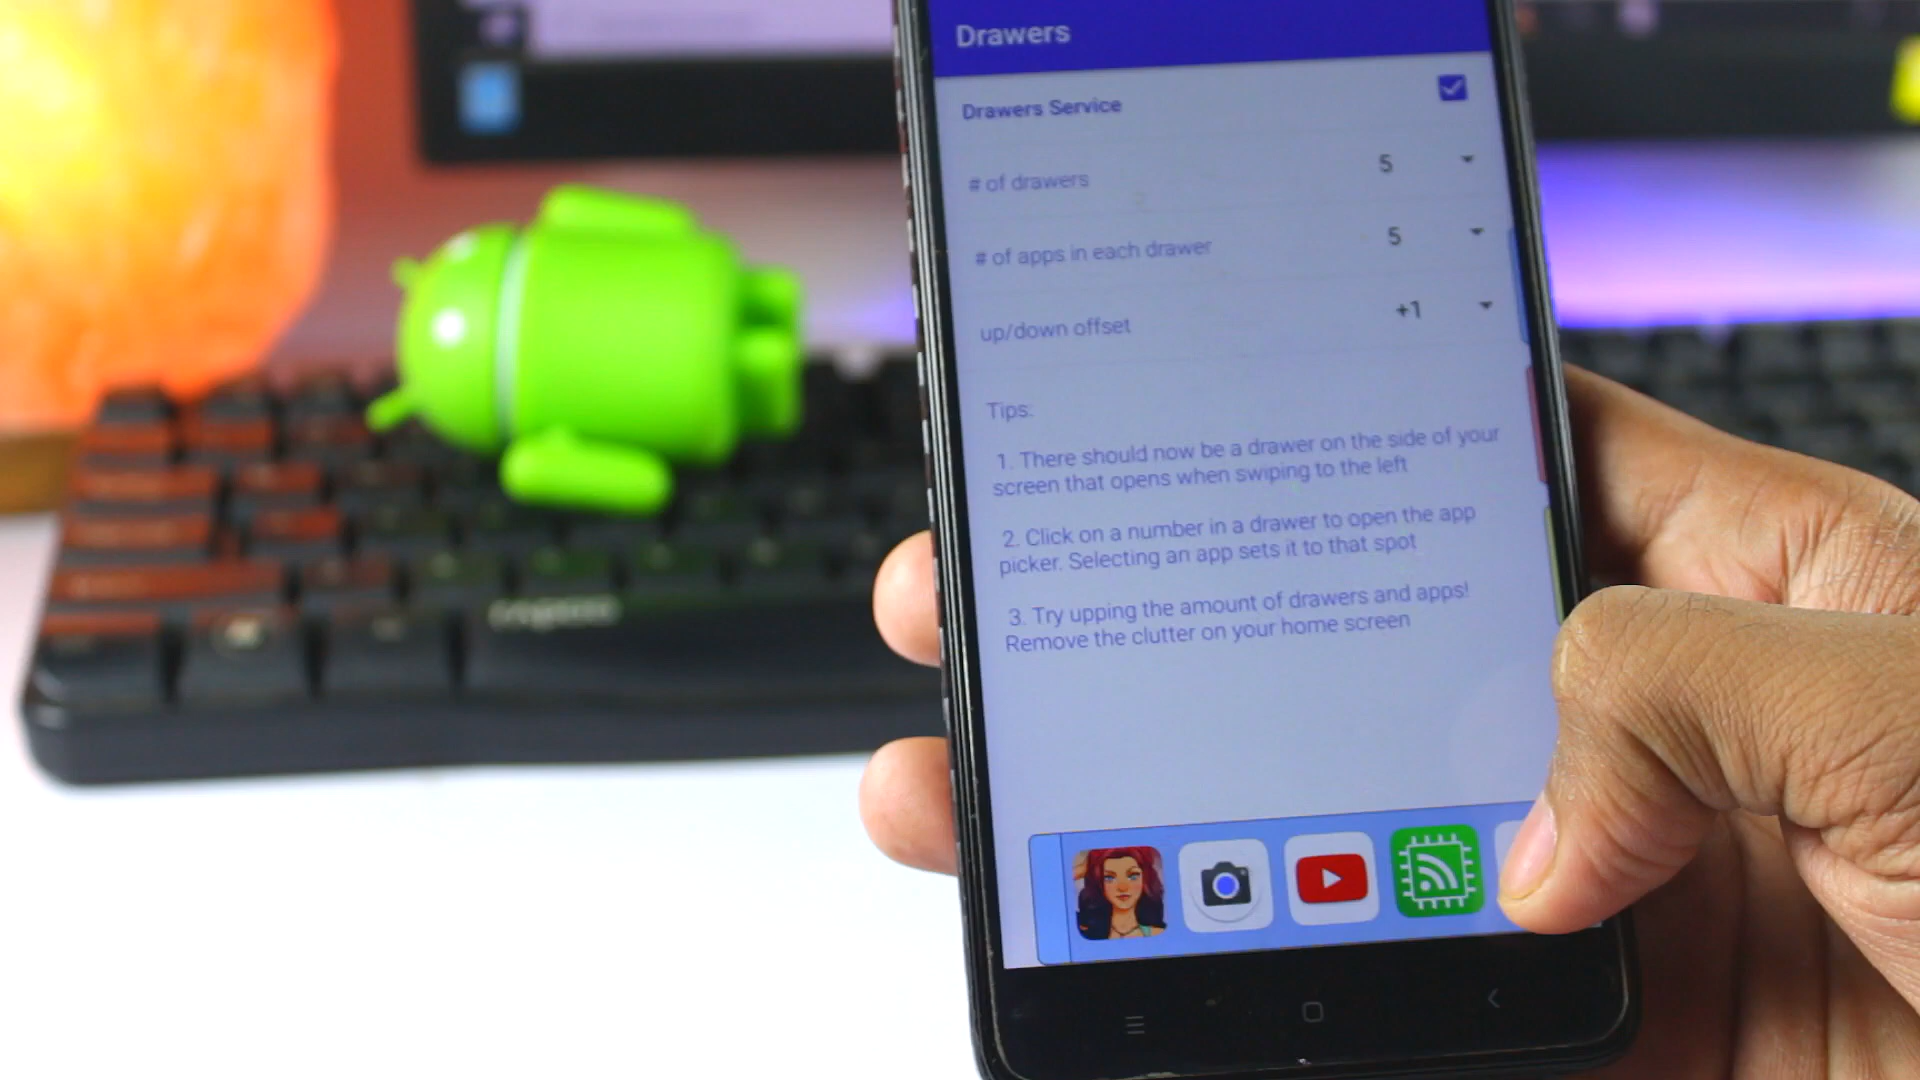 Drawers
Drawers Service
# of drawers
5
# of apps in each drawer
5
up/down offset
+1
Tips:
1. There should now be a drawer on the side of your
screen that opens when swiping to the left
2. Click on a number in a drawer to open the app
picker. Selecting an app sets it to that spot
3. Try upping the amount of drawers and apps!
Remove the clutter on your home screen